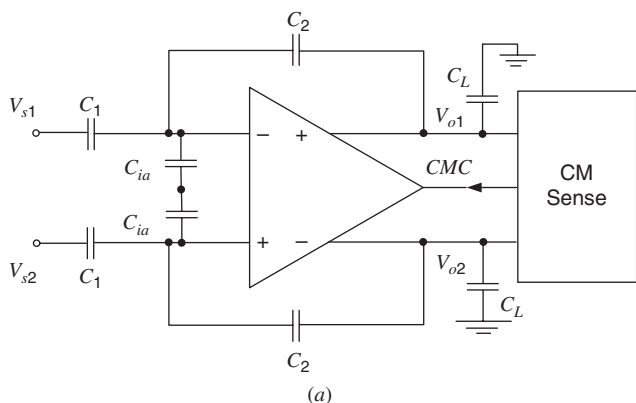 C2
CL
Vs1
C1
Vo1
− +
Cia
CMC
CM
Sense
Cia
+ −
Vs2
C1
Vo2
CL
C2
(a)